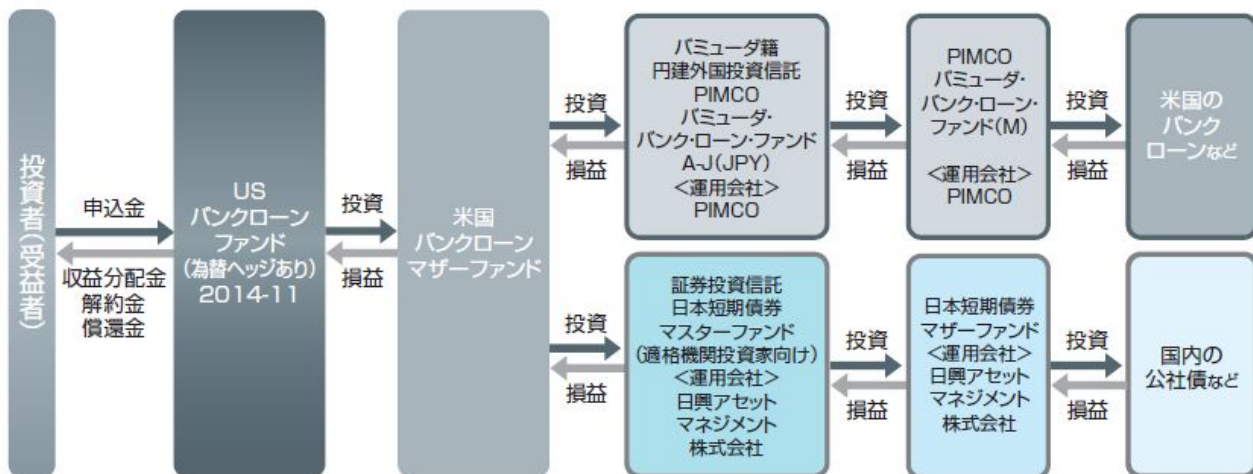 投資者(受益者)
申込金
収益分配金
解約金
償還金
US
バンクローン
ファンド
(為替ヘッジあり)
2014-11
投資
損益
米国
バンクローン
マザーファンド
投資
損益
バミューダ籍
円建外国投資信託
PIMCO
バミューダ・
バンク・ローン・ファンド
A-J(JPY)
<運用会社>
PIMCO
投資
損益
PIMCO
バミューダ・
バンク・ローン・
ファンド(M)
<運用会社>
PIMCO
投資
損益
米国の
バンク
ローンなど
投資
損益
証券投資信託
日本短期債券
マスターファンド
(適格機関投資家向け)
<運用会社>
日興アセット
マネジメント
株式会社
投資
損益
日本短期債券
マザーファンド
<運用会社>
日興アセット
マネジメント
株式会社
投資
損益
国内の
公社債など